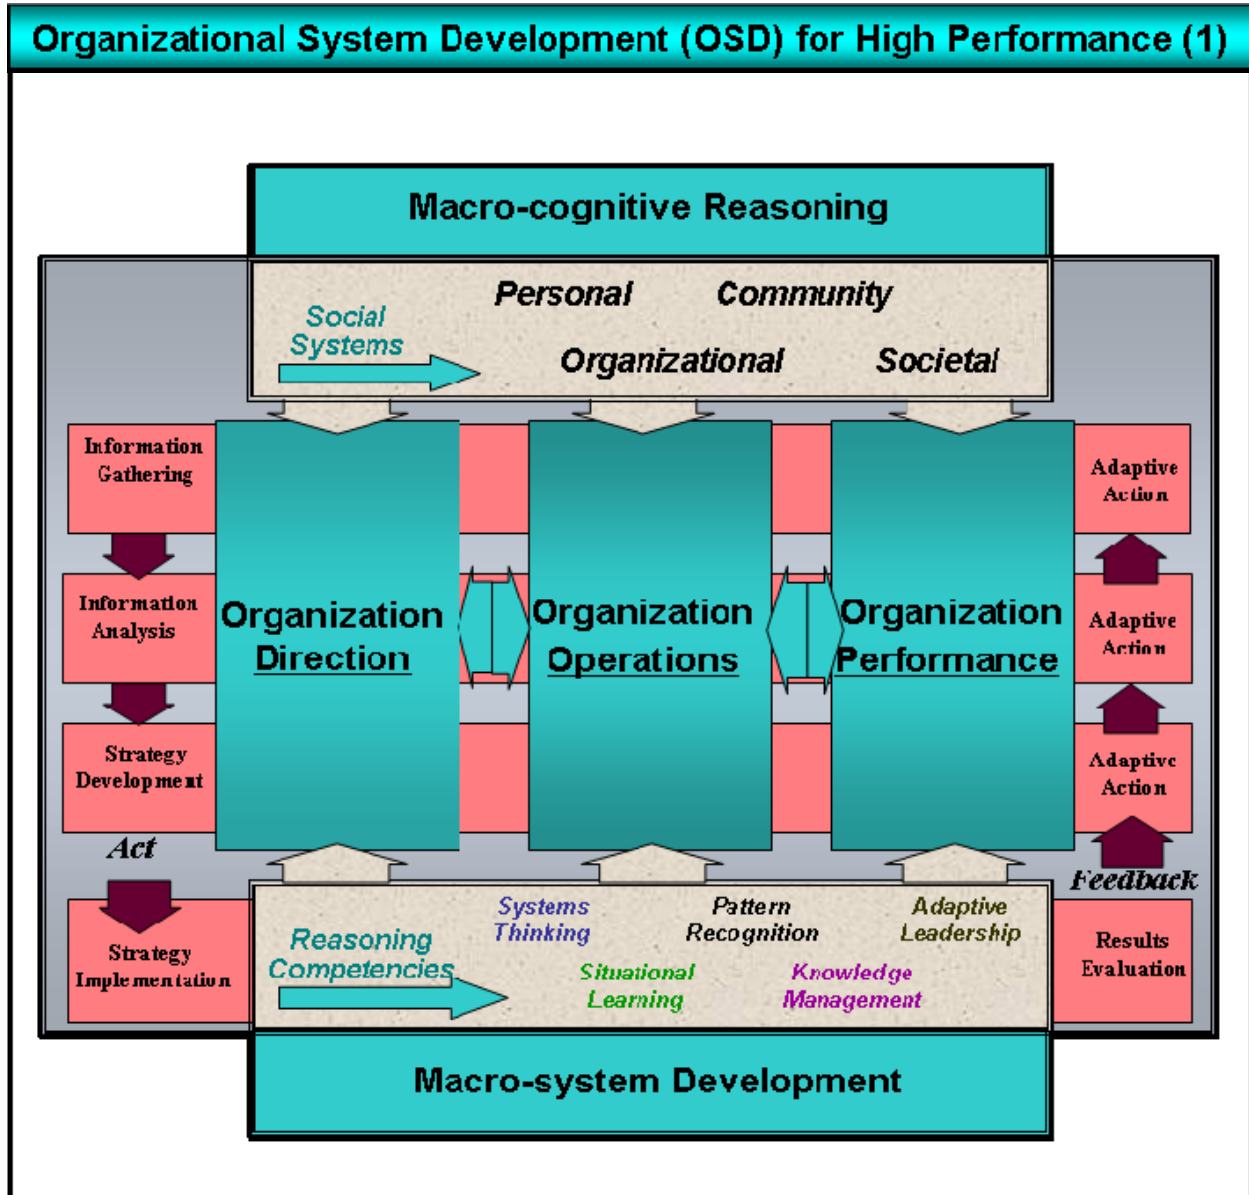 Organizational System Development (OSD) for High Performance (1)
Macro-cognitive Reasoning
Personal Community
Social
Systems
Organizational Societal
Information
Gathering
Adaptive
Action
Information
Analysis
Organization
Direction
Organization
Operations
Organization
Performance
Adaptive
Action
Strategy
Development
Adaptive
Action
Act
Feedback
Strategy
Implementation
Reasoning
Competencies
Systems
Thinking
Pattern
Recognition
Adaptive
Leadership
Situational
Learning
Knowledge
Management
Results
Evaluation
Macro-system Development